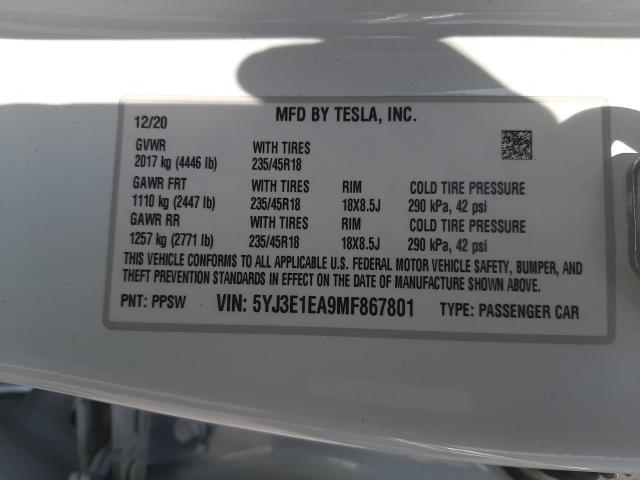 12/20 MFD BY TESLA, INC.
GVWR WITH TIRES
2017 kg (4446 lb) 235/45R18
GAWR FRT WITH TIRES RIM COLD TIRE PRESSURE
1110 kg (2447 lb) 235/45R18 18X8.5J 290 kPa, 42 psi
GAWR RR WITH TIRES RIM COLD TIRE PRESSURE
1257 kg (2771 lb) 235/45R18 18X8.5J 290 kPa, 42 psi
THIS VEHICLE CONFORMS TO ALL APPLICABLE U.S. FEDERAL MOTOR VEHICLE SAFETY, BUMPER, AND
THEFT PREVENTION STANDARDS IN EFFECT ON THE DATE OF MANUFACTURE SHOWN ABOVE.
PNT: PPSW VIN: 5YJ3E1EA9MF867801 TYPE: PASSENGER CAR